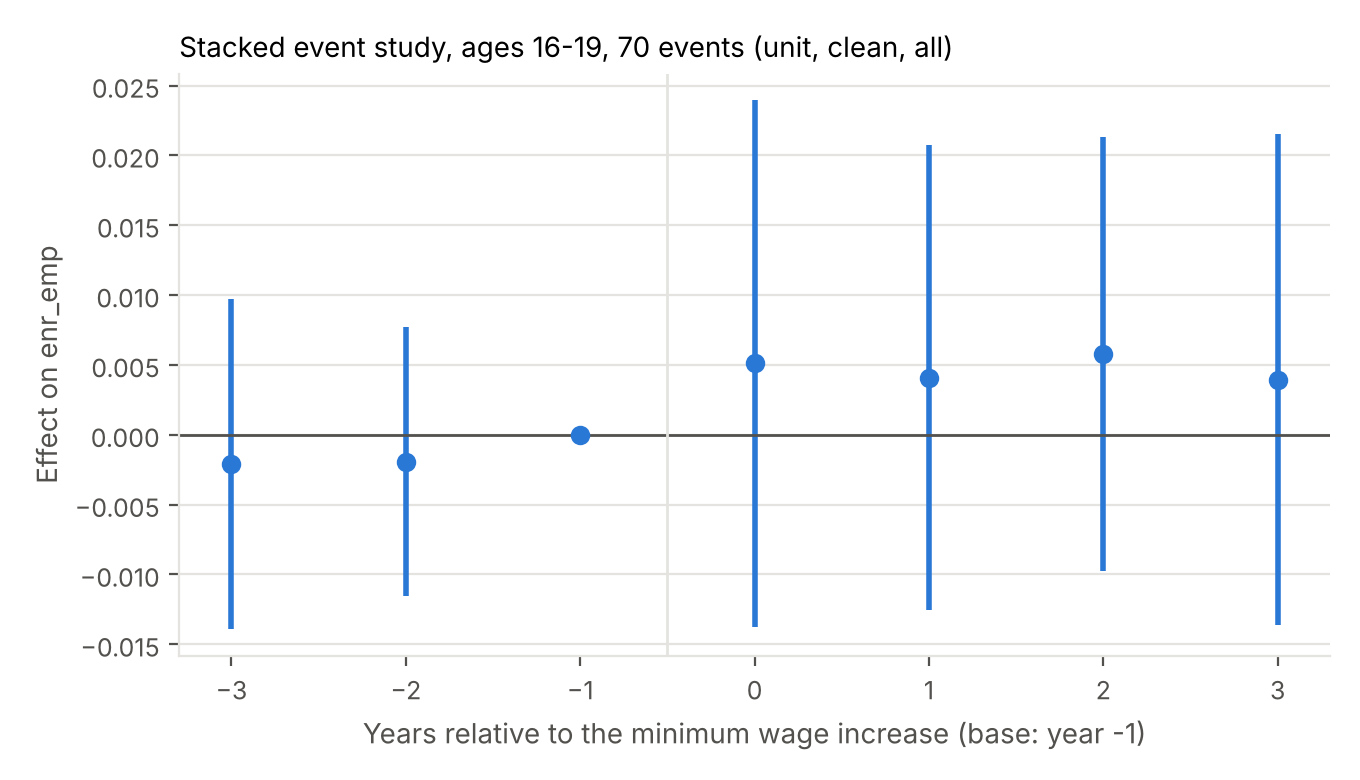 Stacked event study, ages 16-19, 70 events (unit, clean, all)
Effect on enr_emp
0.025
0.020
0.015
0.010
0.005
0.000
−0.005
−0.010
−0.015
−3 −2 −1 0 1 2 3
Years relative to the minimum wage increase (base: year -1)